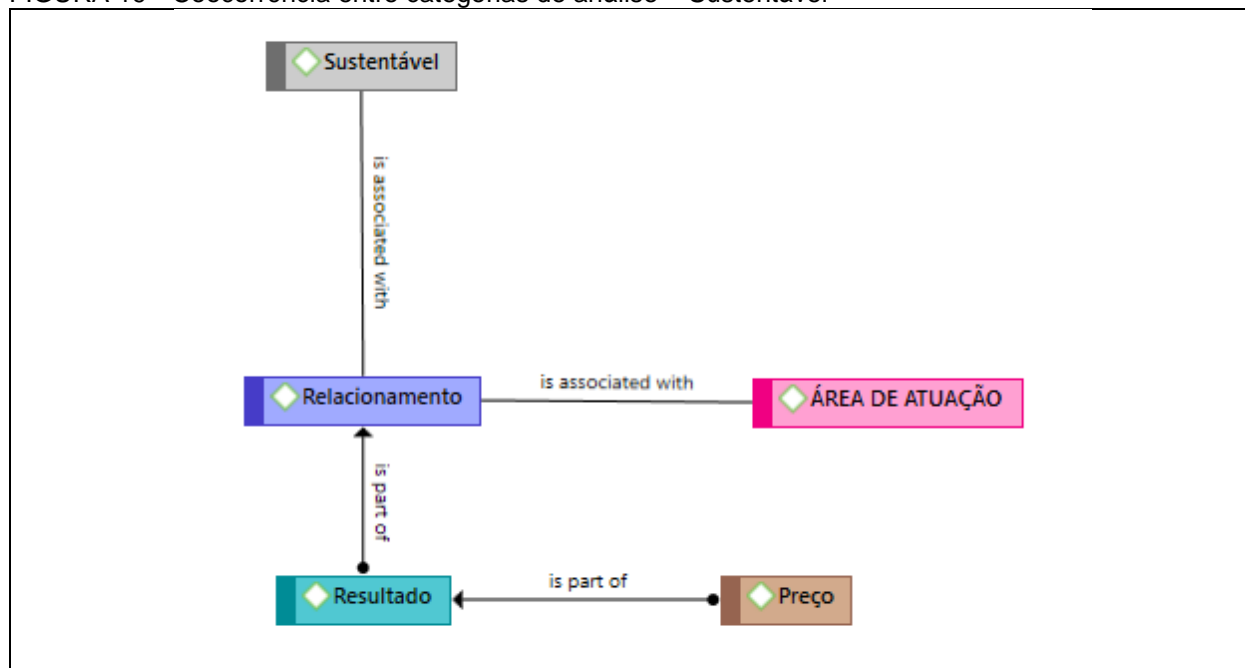 Sustentável
is associated with
Relacionamento
is associated with
ÁREA DE ATUAÇÃO
is part of
Resultado
is part of
Preço